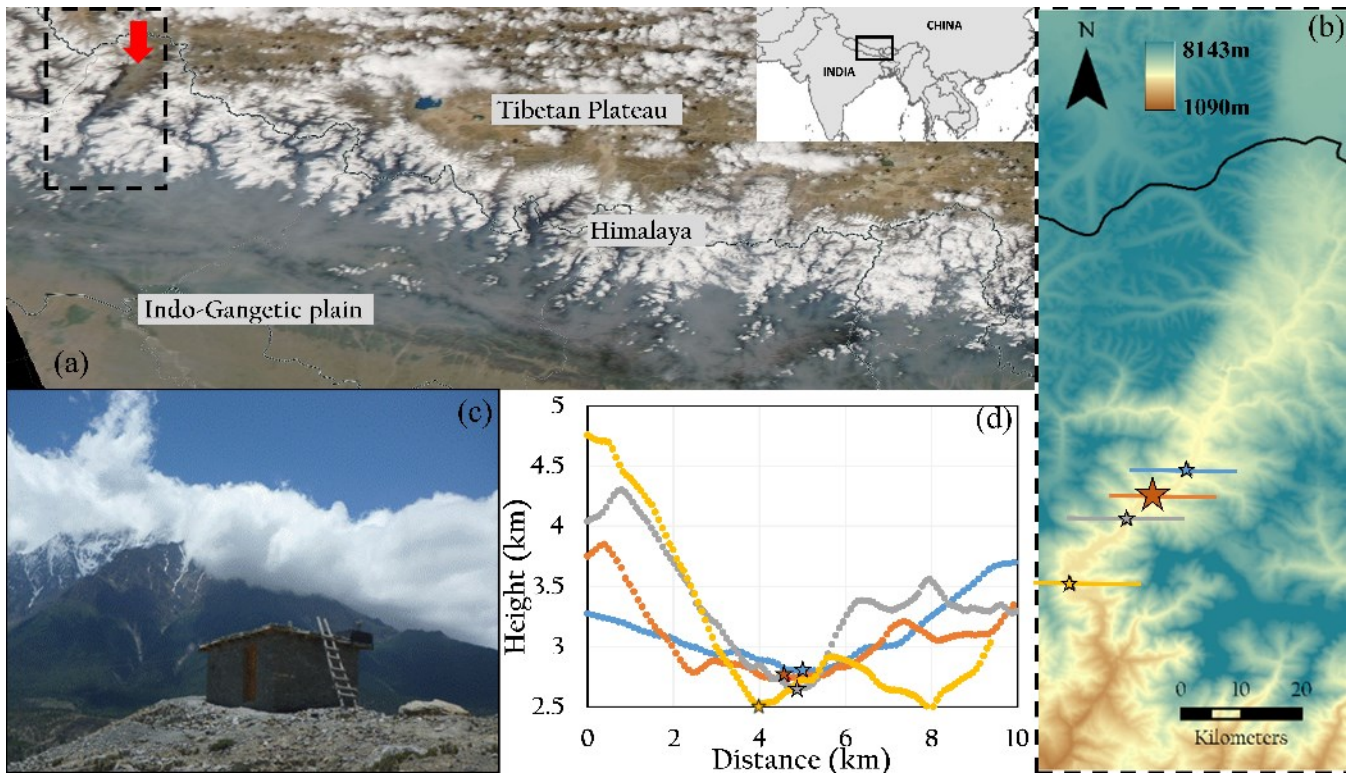 CHINA
INDIA
Tibetan Plateau
Himalaya
Indo-Gangetic plain
(a)
(b)
N
8143m
1090m
0 10 20
Kilometers
(c)
(d)
5
4.5
4
3.5
3
2.5
Height (km)
0 2 4 6 8 10
Distance (km)